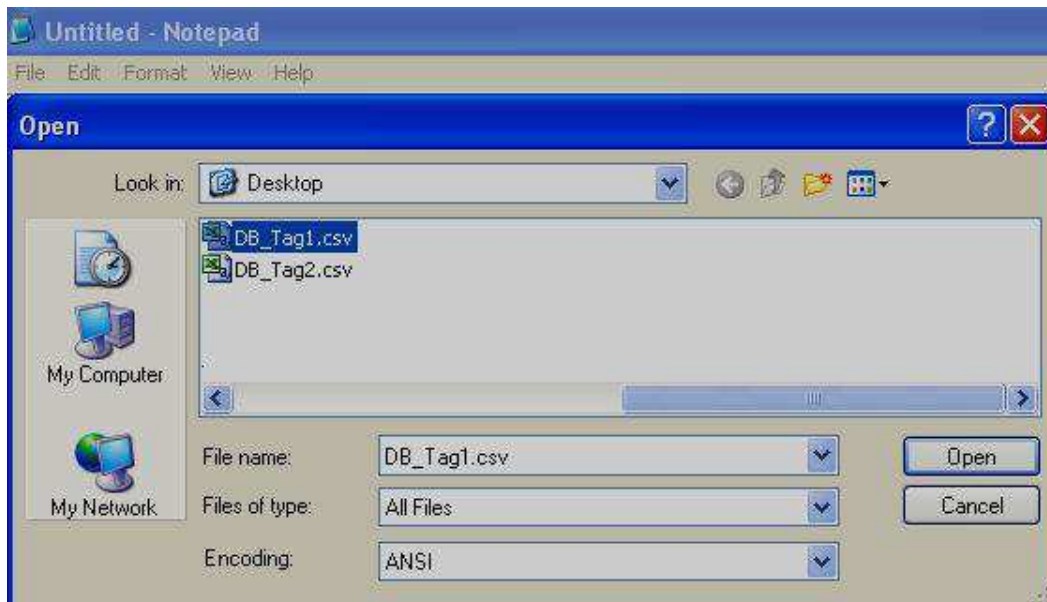 Untitled - Notepad
File Edit Format View Help
Open
Look in: Desktop
DB_Tag1.csv
DB_Tag2.csv
My Computer
My Network
File name: DB_Tag1.csv Open
Files of type: All Files Cancel
Encoding: ANSI